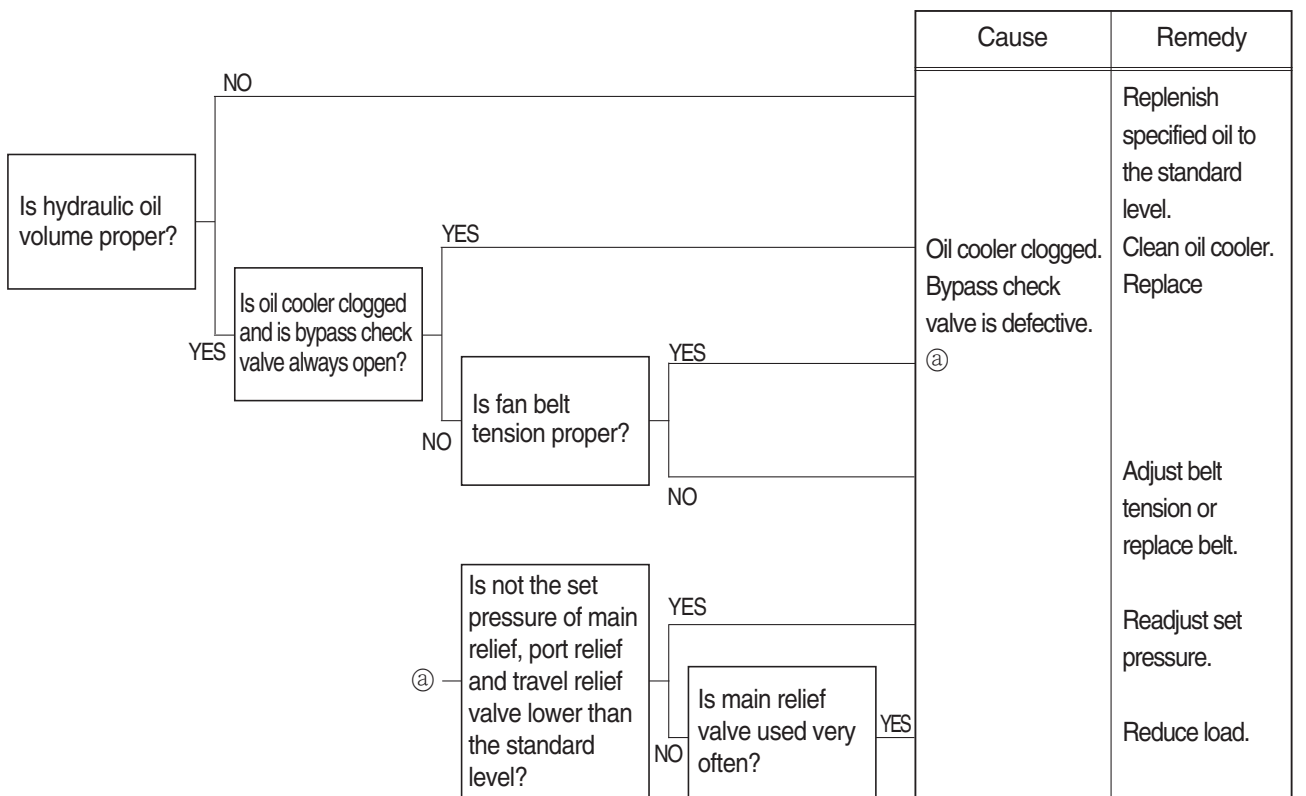 Cause
Remedy
NO
Replenish
specified oil to
the standard
level.
Is hydraulic oil
volume proper?
YES
YES
Oil cooler clogged.
Clean oil cooler.
Bypass check
Replace
valve is defective.
ⓐ
Is oil cooler clogged
and is bypass check
valve always open?
NO
YES
Is fan belt
tension proper?
NO
Adjust belt
tension or
replace belt.
ⓐ
Is not the set
pressure of main
relief, port relief
and travel relief
valve lower than
the standard
level?
YES
Readjust set
pressure.
NO
Is main relief
valve used very
often?
YES
Reduce load.